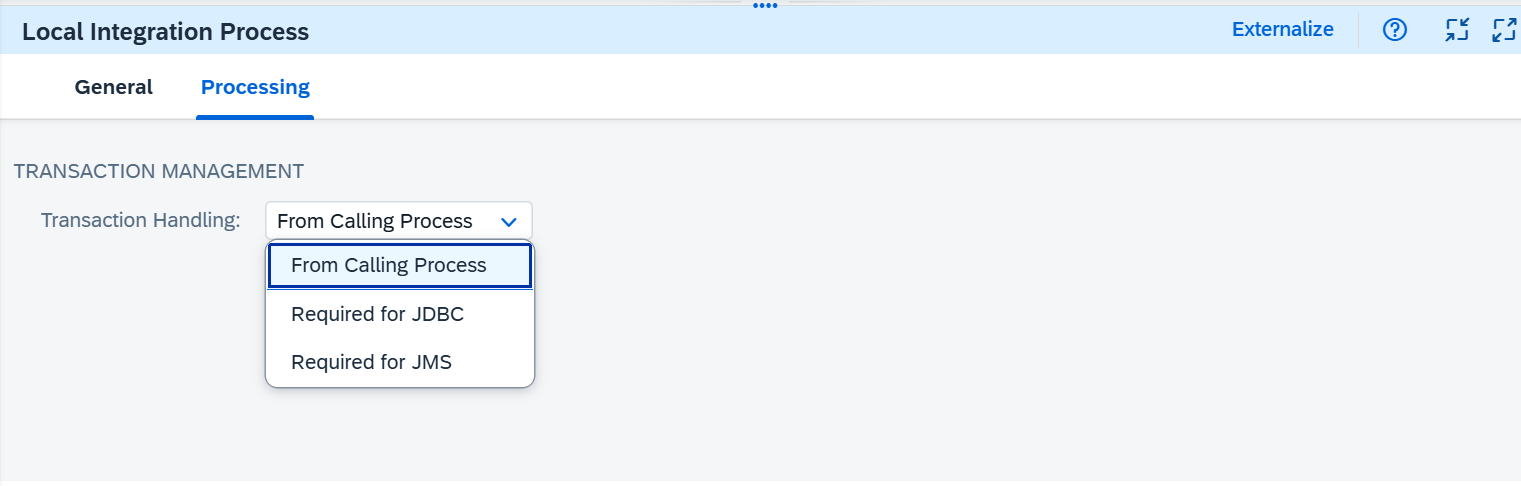 Local Integration Process Externalize
General Processing
TRANSACTION MANAGEMENT
Transaction Handling: From Calling Process
From Calling Process
Required for JDBC
Required for JMS